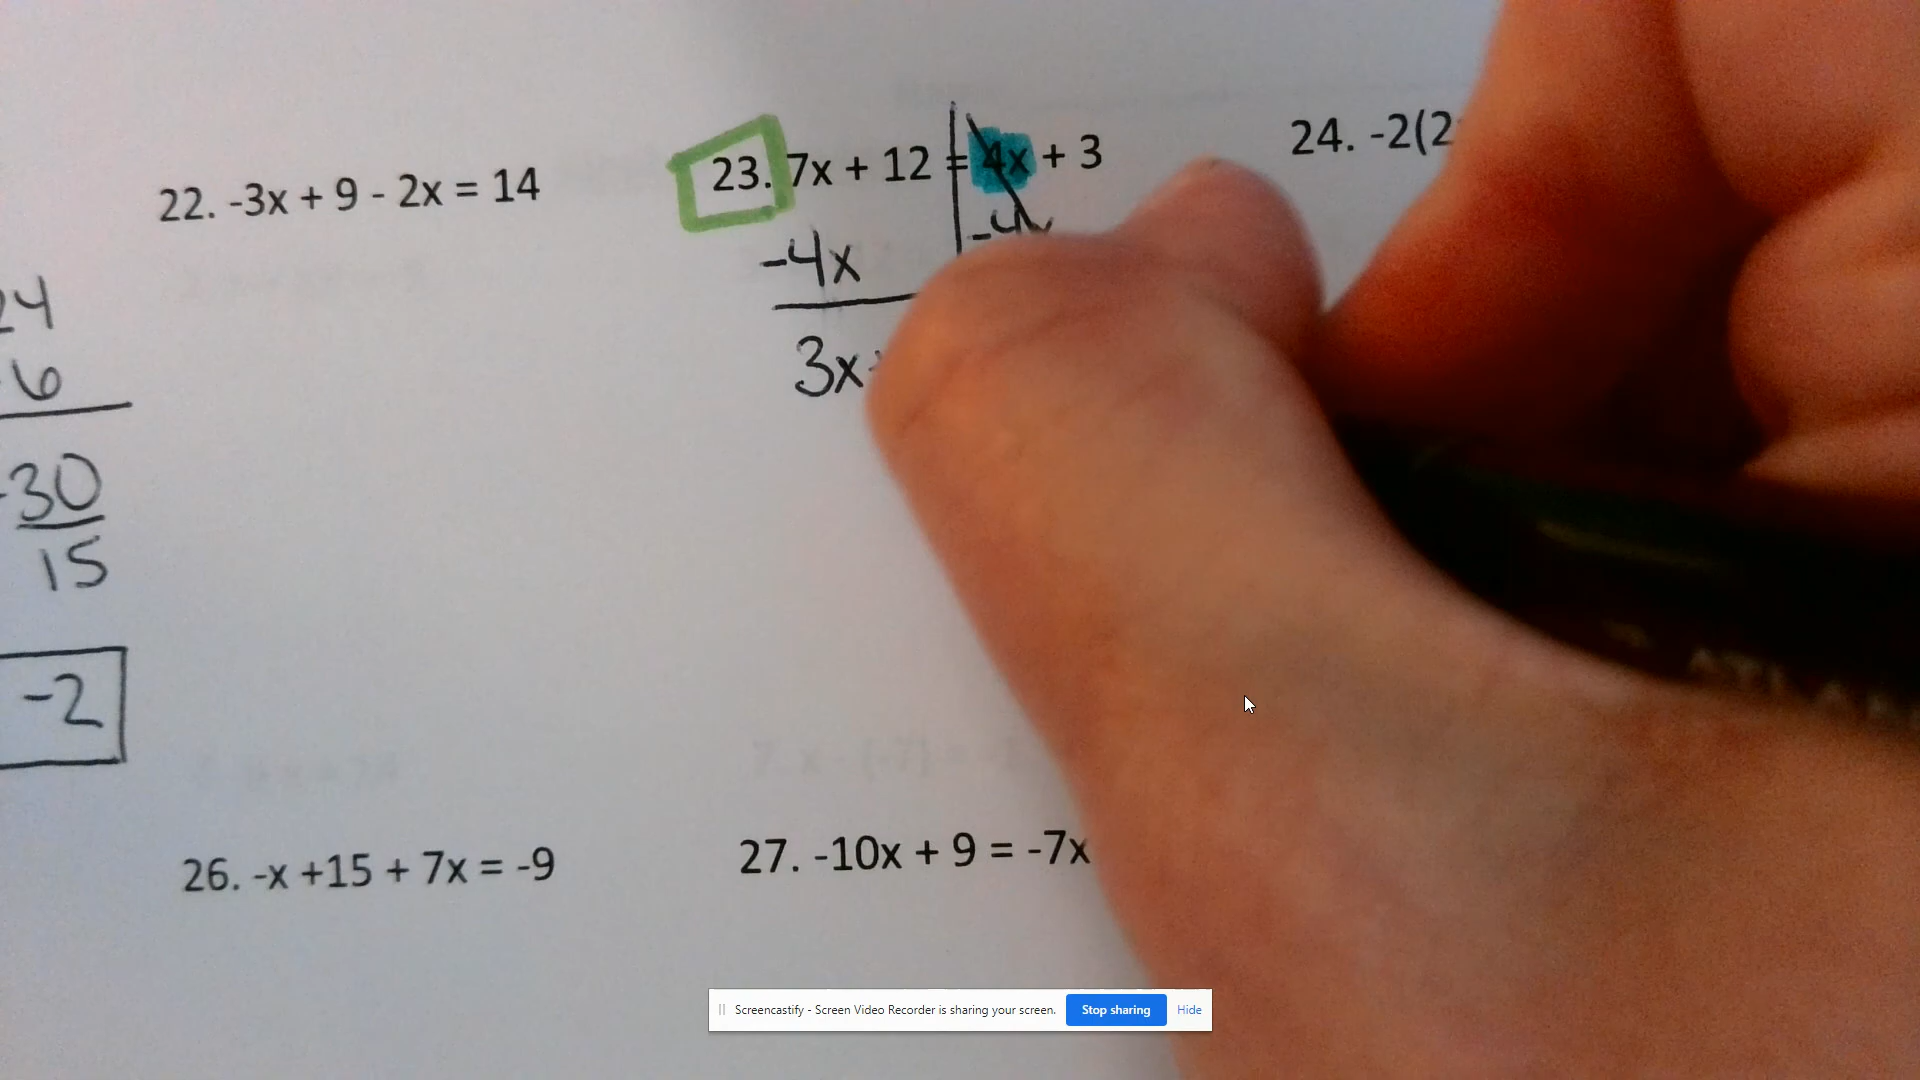 22. -3x + 9 - 2x = 14
23. 7x + 12 = 4x + 3
24. -2(2
-4x
-4
3x
24
6
-30
15
-2
26. -x +15 + 7x = -9
27. -10x + 9 = -7x
Screencastify - Screen Video Recorder is sharing your screen. Stop sharing Hide